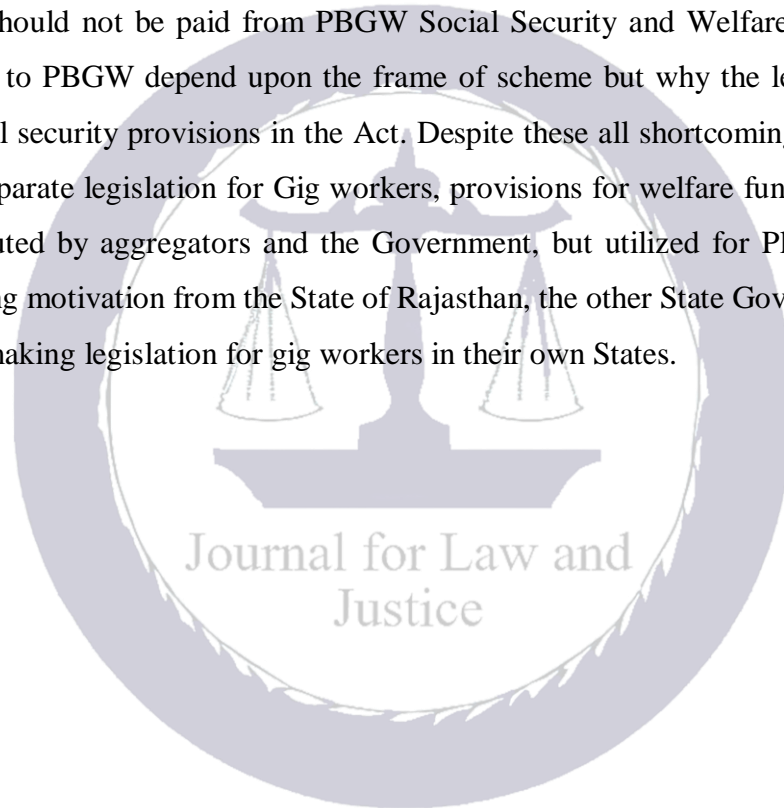 hould not be paid from PBGW Social Security and Welfare
to PBGW depend upon the frame of scheme but why the le
l security provisions in the Act. Despite these all shortcoming
parate legislation for Gig workers, provisions for welfare fun
uted by aggregators and the Government, but utilized for
ng motivation from the State of Rajasthan, the other State Gov
making legislation for gig workers in their own States.
Journal for Law and
Justice